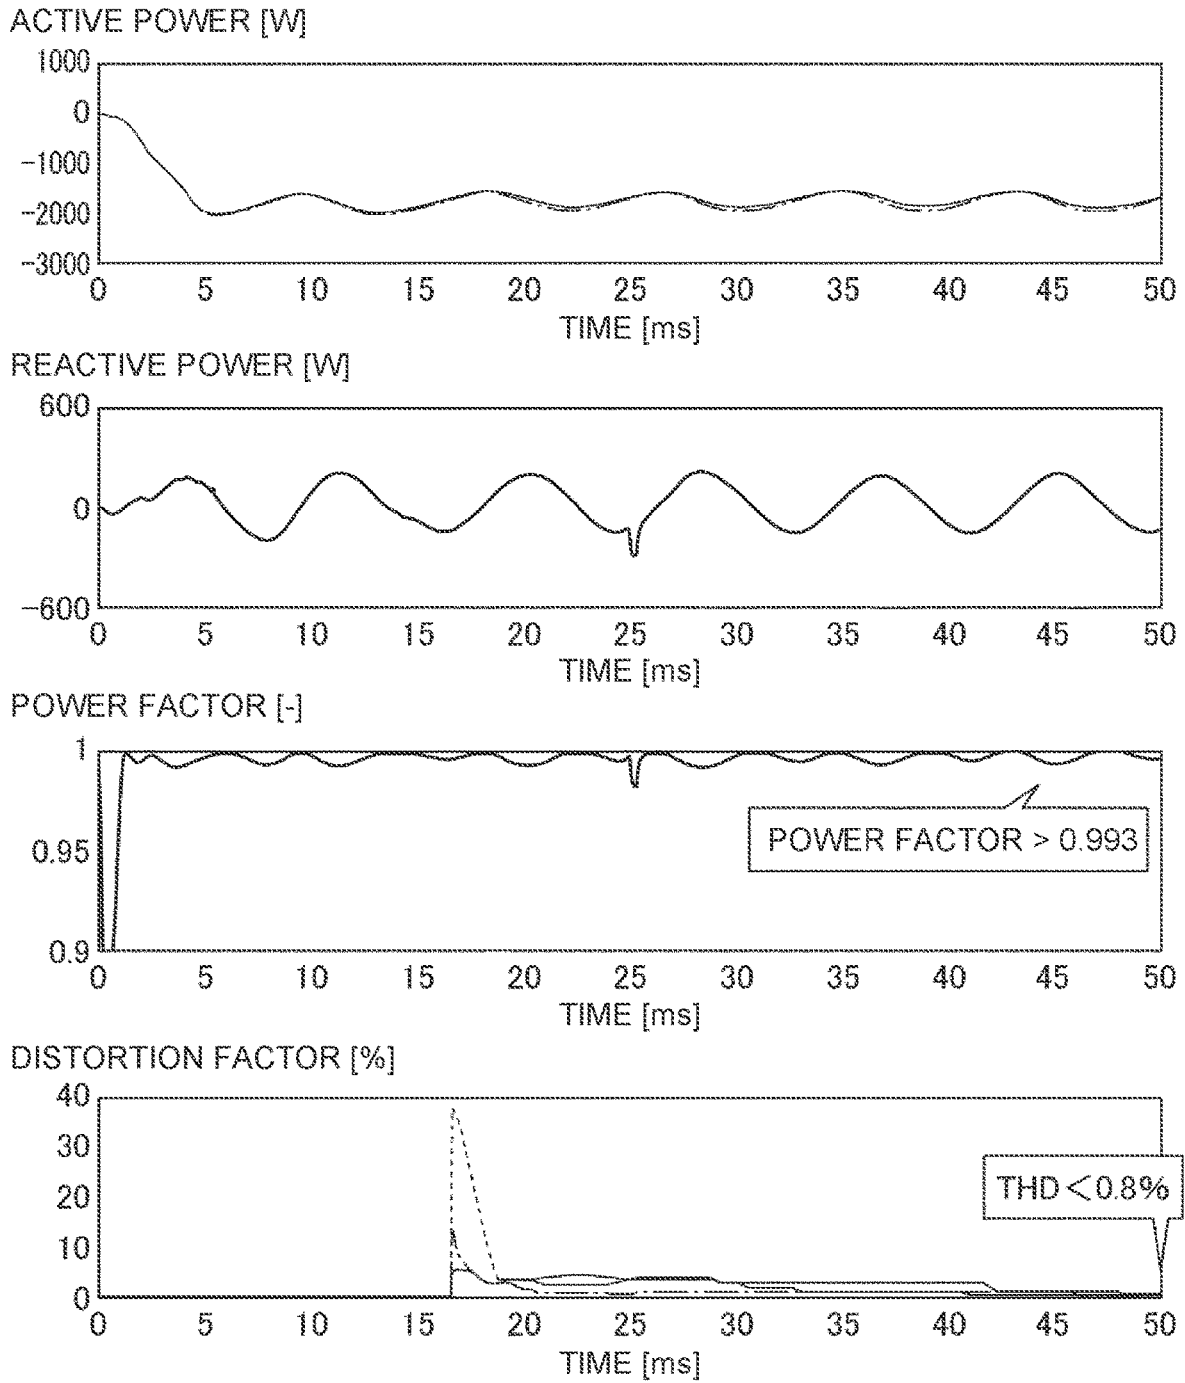 ACTIVE POWER [W]
1000
0
-1000
-2000
-3000
0 5 10 15 20 25 30 35 40 45 50
TIME [ms]
REACTIVE POWER [W]
600
0
-600
0 5 10 15 20 25 30 35 40 45 50
TIME [ms]
POWER FACTOR [-]
1
0.95
0.9
POWER FACTOR > 0.993
0 5 10 15 20 25 30 35 40 45 50
TIME [ms]
DISTORTION FACTOR [%]
40
30
20
10
0
THD<0.8%
0 5 10 15 20 25 30 35 40 45 50
TIME [ms]